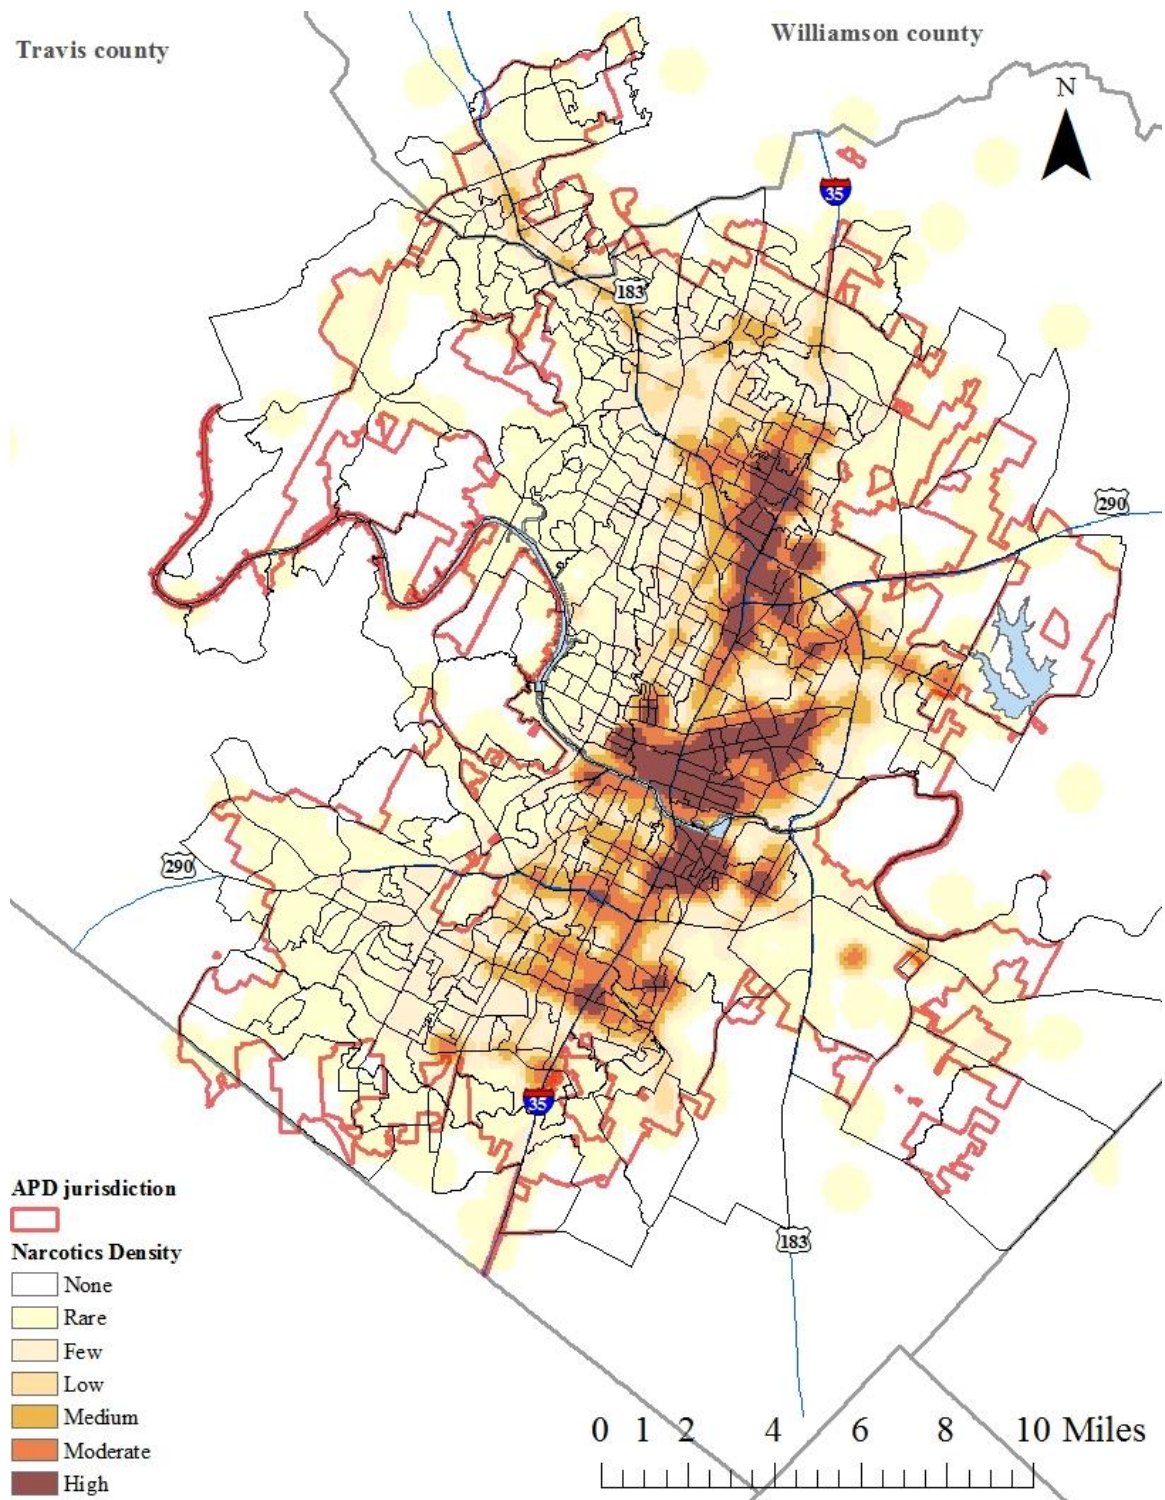 Travis county
Williamson county
N
35
183
290
290
35
183
APD jurisdiction
Narcotics Density
None
Rare
Few
Low
Medium
Moderate
High
0 1 2 4 6 8 10 Miles